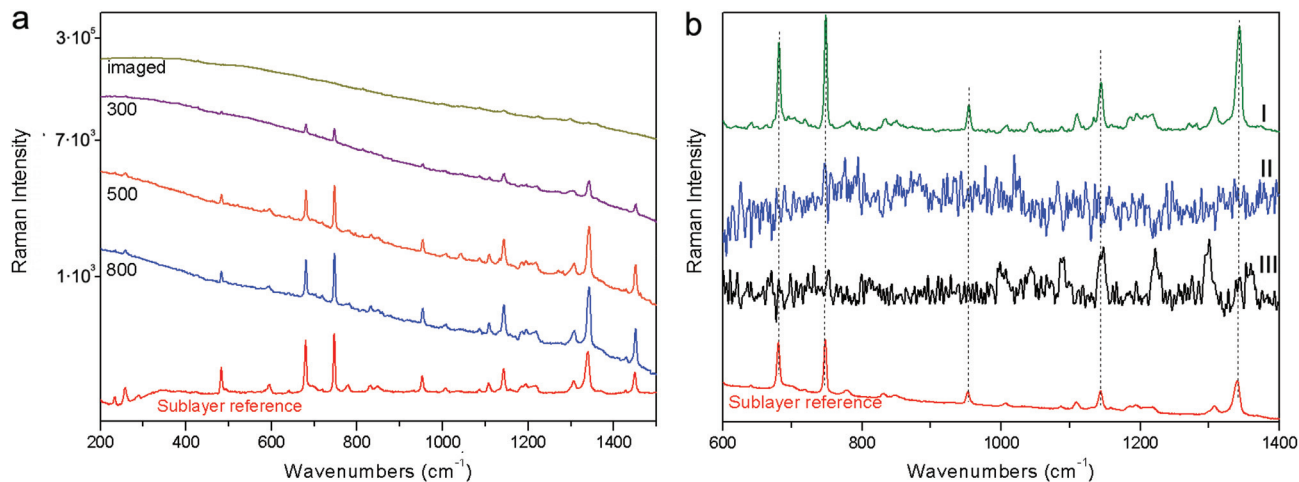 a
3·10⁵
7·10³
1·10³
Raman Intensity
imaged
300
500
800
Sublayer reference
200 400 600 800 1000 1200 1400
Wavenumbers (cm⁻¹)
b
Raman Intensity
I
II
III
Sublayer reference
600 800 1000 1200 1400
Wavenumbers (cm⁻¹)